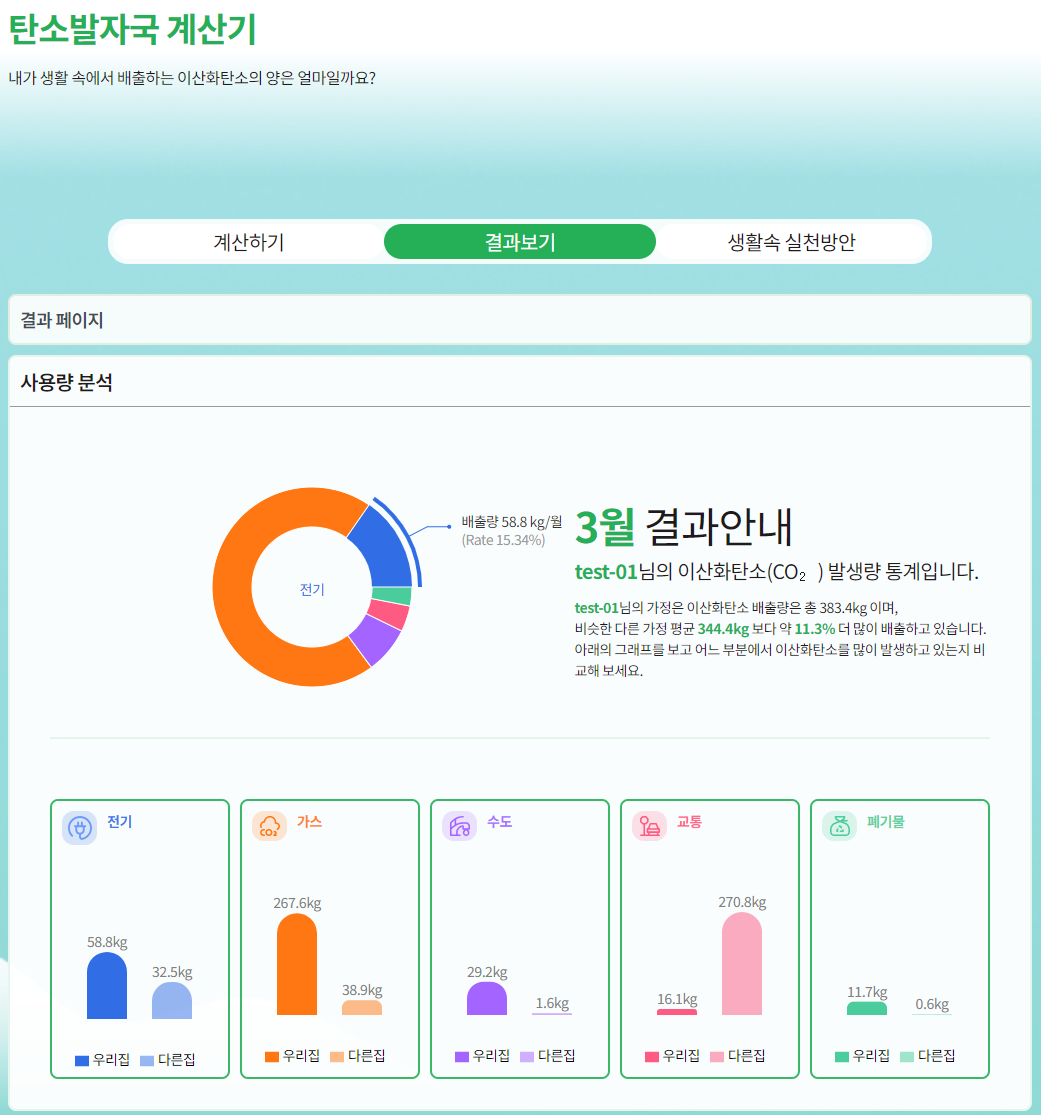 탄소발자국 계산기
내가 생활 속에서 배출하는 이산화탄소의 양은 얼마일까요?
계산하기
결과보기
생활속 실천방안
결과 페이지
사용량 분석
배출량 58.8 kg/월
(Rate 15.34%)
전기
3월 결과안내
test-01님의 이산화탄소(CO₂ ) 발생량 통계입니다.
test-01님의 가정은 이산화탄소 배출량은 총 383.4kg 이며,
비슷한 다른 가정 평균 344.4kg 보다 약 11.3% 더 많이 배출하고 있습니다.
아래의 그래프를 보고 어느 부분에서 이산화탄소를 많이 발생하고 있는지 비
교해 보세요.
전기
58.8kg
32.5kg
우리집 다른집
CO₂
가스
267.6kg
38.9kg
우리집 다른집
수도
29.2kg
1.6kg
우리집 다른집
교통
16.1kg
270.8kg
우리집 다른집
폐기물
11.7kg
0.6kg
우리집 다른집